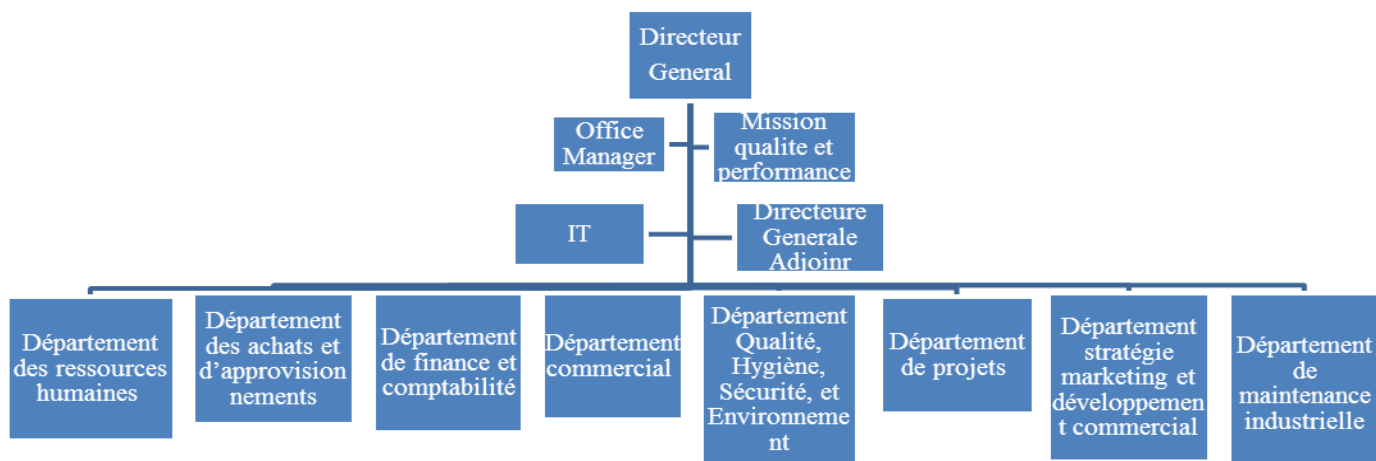 Directeur
General
Office
Manager
Mission
qualite et
performance
IT
Directeure
Generale
Adjoinr
Département
des ressources
humaines
Département
des achats et
d’approvision
nements
Département
de finance et
comptabilité
Département
commercial
Département
Qualité,
Hygiène,
Sécurité, et
Environneme
nt
Département
de projets
Département
stratégie
marketing et
développemen
t commercial
Département
de
maintenance
industrielle